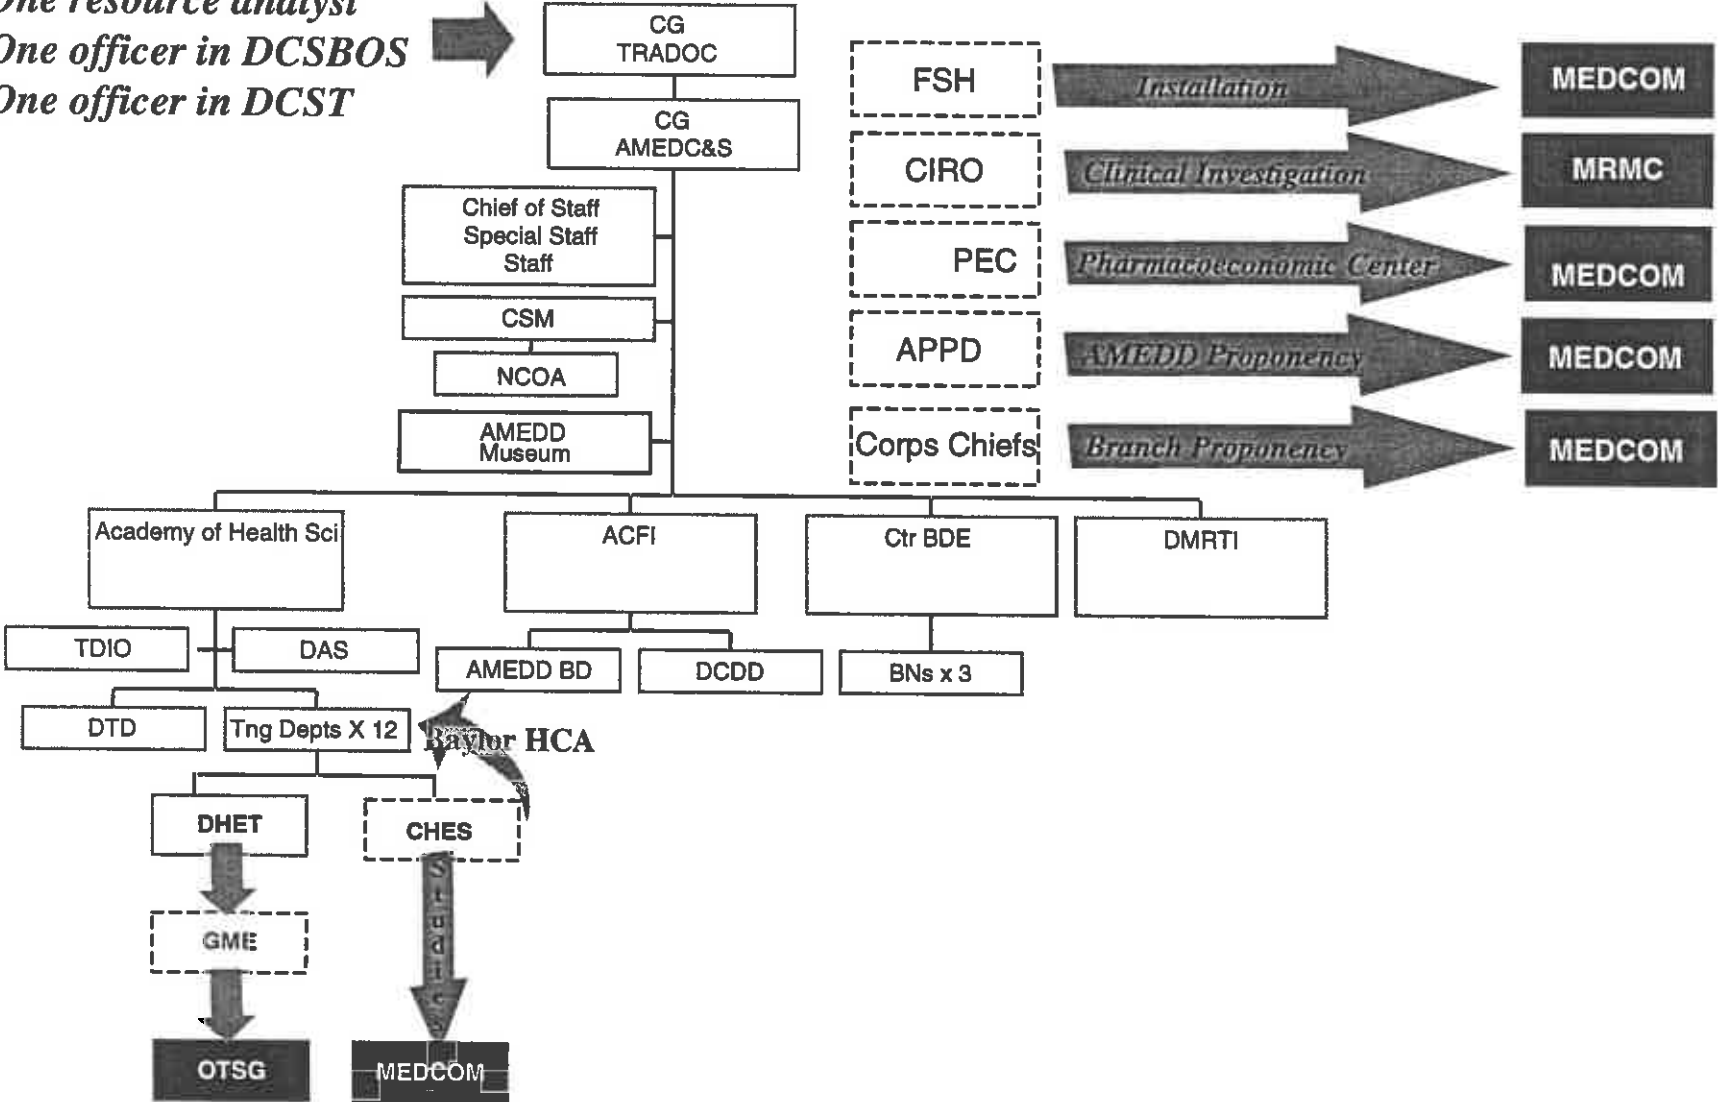 One resource analyst
One officer in DCSBOS
One officer in DCST
CG
TRADOC
CG
AMEDC&S
Chief of Staff
Special Staff
Staff
CSM
NCOA
AMEDD
Museum
FSH
Installation
MEDCOM
CIRO
Clinical Investigation
MRMC
PEC
Pharmacoeconomic Center
MEDCOM
APPD
AMEDD Proponency
MEDCOM
Corps Chiefs
Branch Proponency
MEDCOM
Academy of Health Sci
ACFI
Ctr BDE
DMRTI
TDIO
DAS
AMEDD BD
DCDD
BNs x 3
DTD
Tng Depts X 12
Baylor HCA
DHET
CHES
Studies
GME
OTSG
MEDCOM